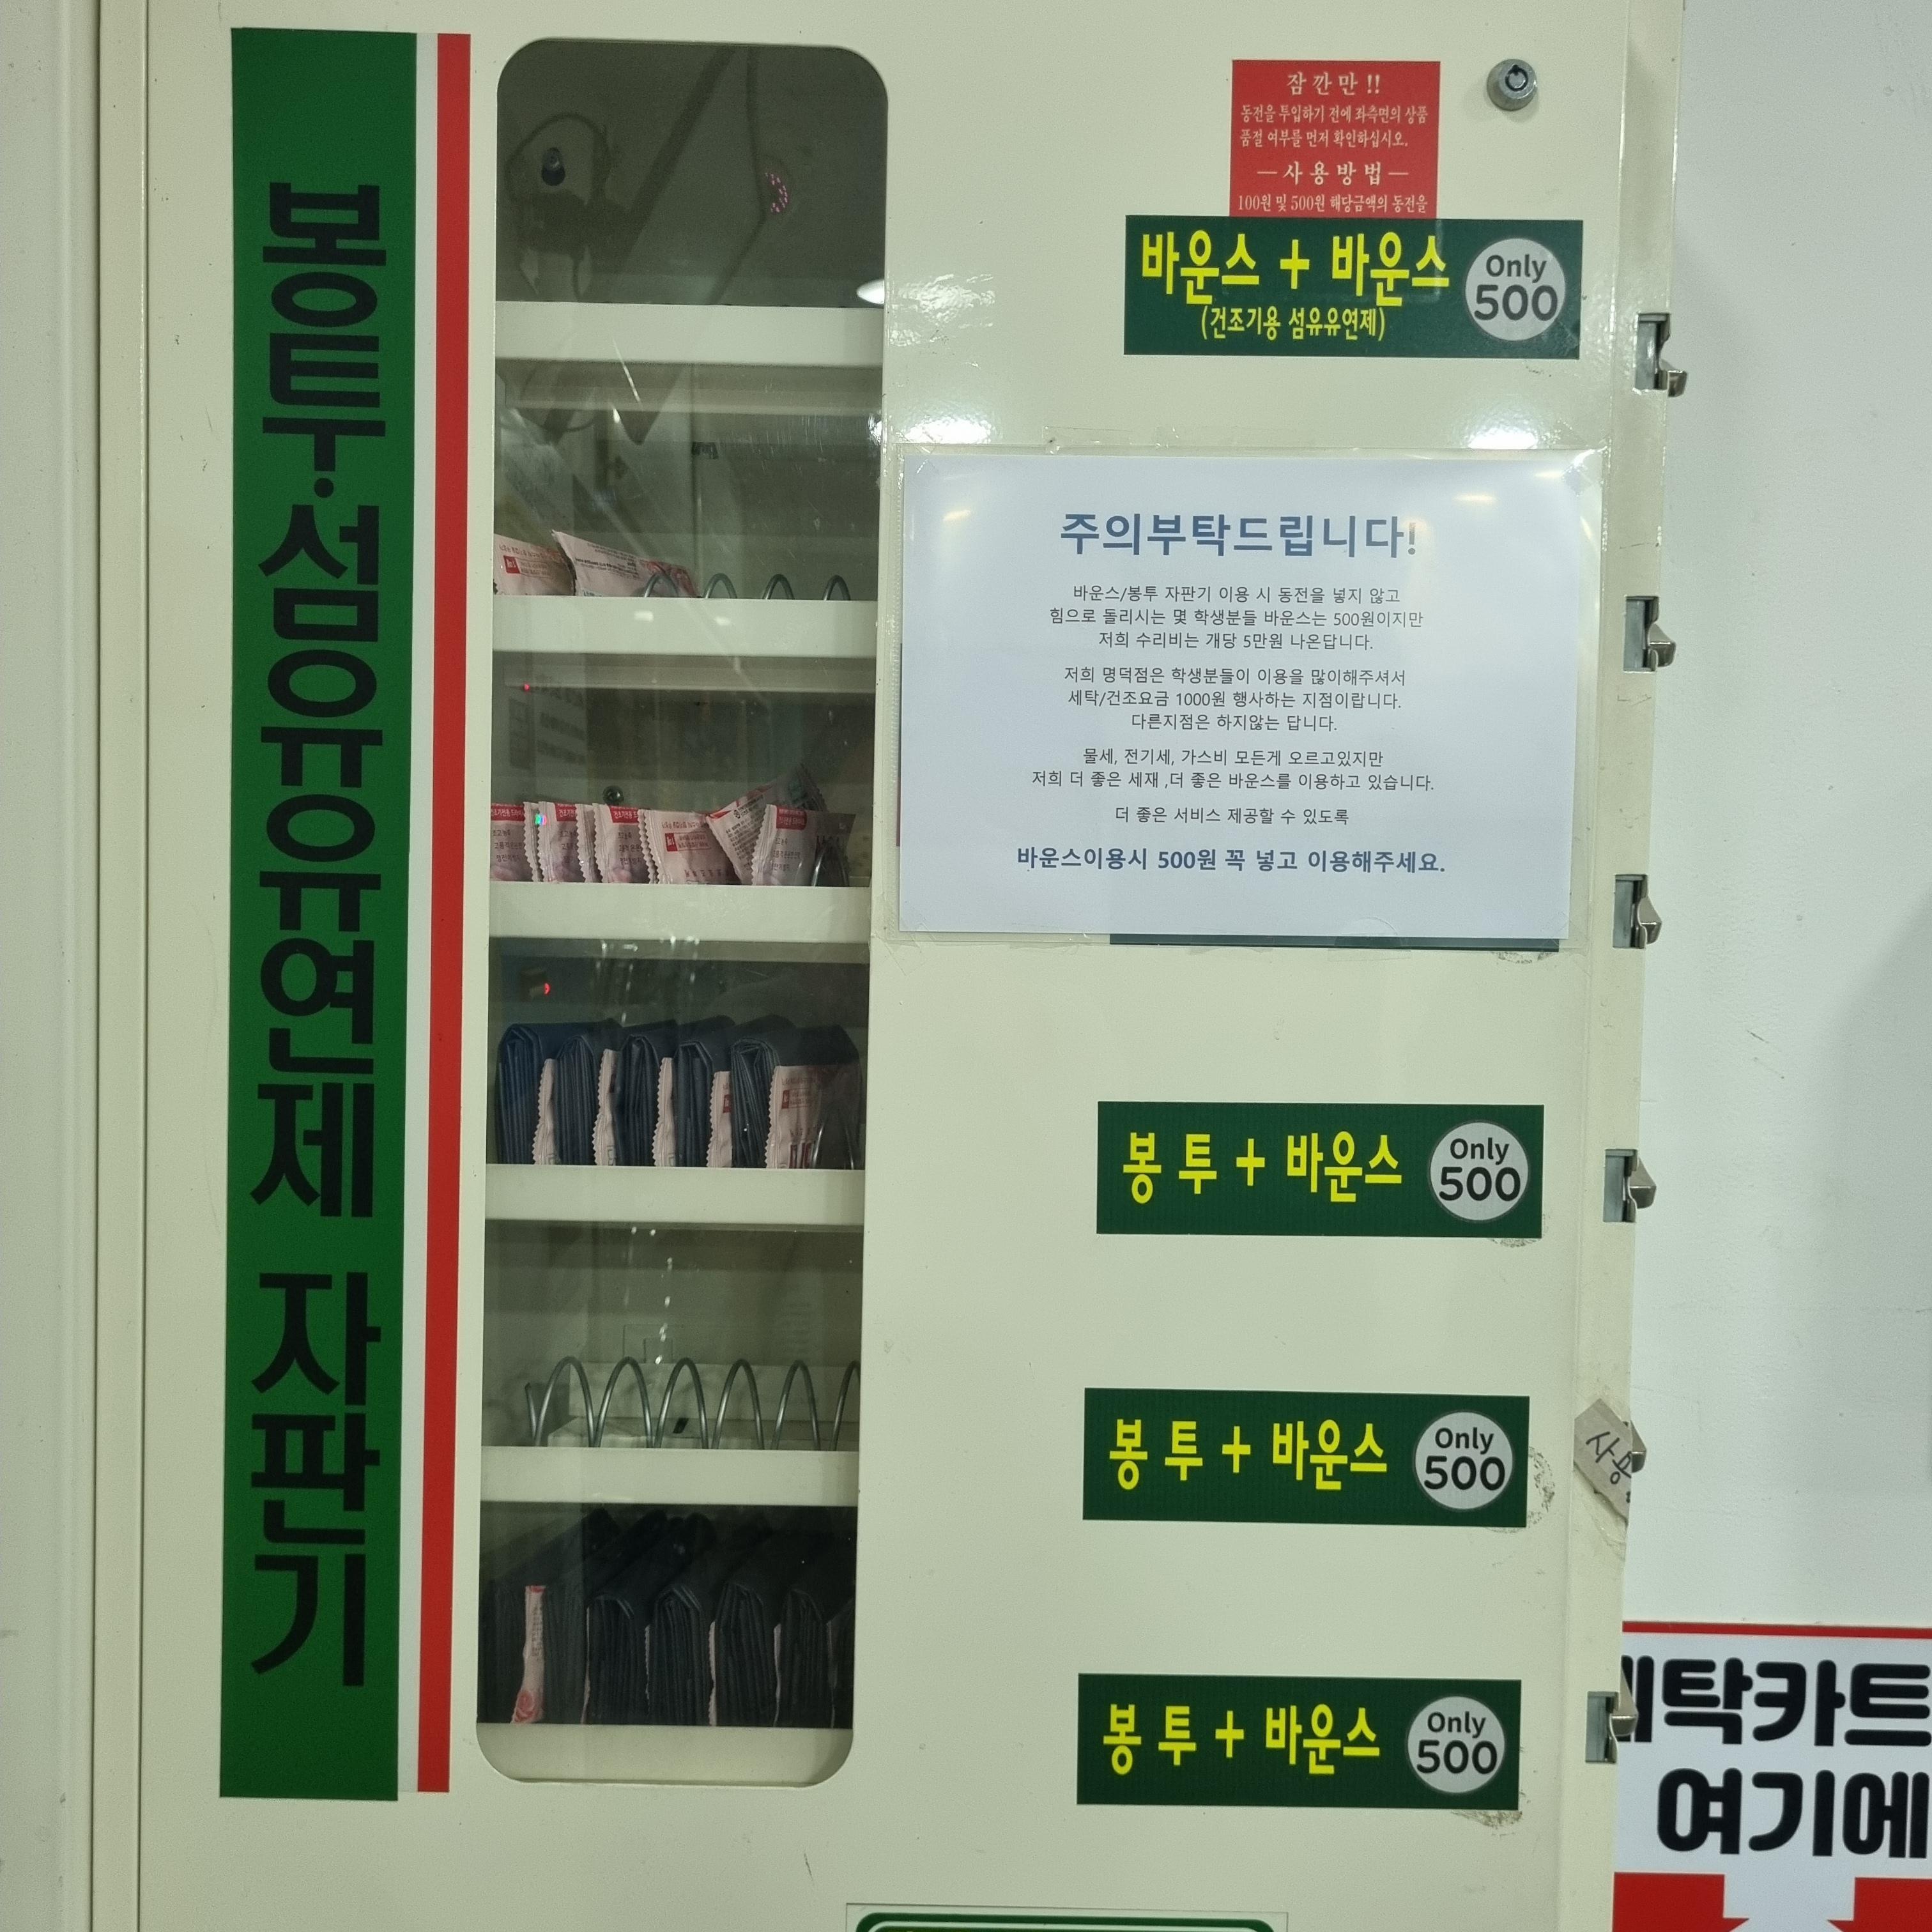 봉투·섬유유연제 자판기
잠깐만!!
동전을 투입하기 전에 좌측면의 상품
품절 여부를 먼저 확인하십시오.
─사용방법─
100원 및 500원 해당금액의 동전을
바운스 + 바운스
(건조기용 섬유유연제)
Only
500
주의부탁드립니다!
바운스/봉투 자판기 이용 시 동전을 넣지 않고
힘으로 돌리시는 몇 학생분들 바운스는 500원이지만
저희 수리비는 개당 5만원 나온답니다.
저희 명덕점은 학생분들이 이용을 많이해주셔서
세탁/건조요금 1000원 행사하는 지점이랍니다.
다른지점은 하지않는 답니다.
물세, 전기세, 가스비 모든게 오르고있지만
저희 더 좋은 세재 ,더 좋은 바운스를 이용하고 있습니다.
더 좋은 서비스 제공할 수 있도록
바운스이용시 500원 꼭 넣고 이용해주세요.
봉 투 + 바운스
Only
500
봉 투 + 바운스
Only
500
사용
봉 투 + 바운스
Only
500
세탁카트
여기에